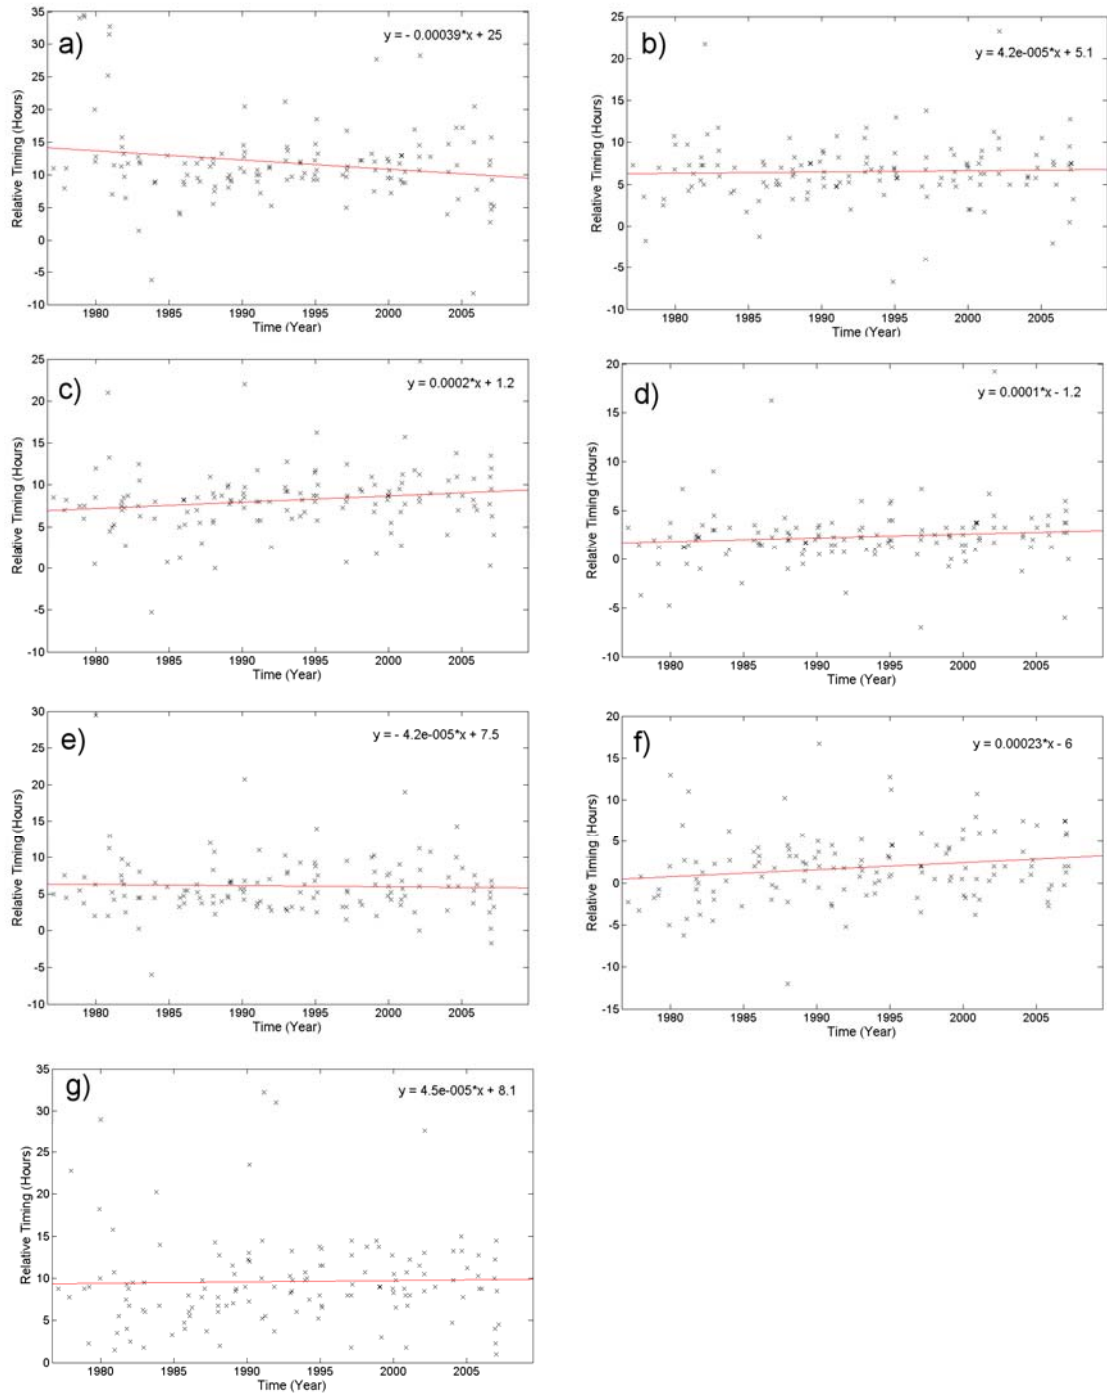 a)
y = - 0.00039*x + 25
35
30
25
20
15
10
5
0
-5
-10
Relative Timing (Hours)
1980 1985 1990 1995 2000 2005
Time (Year)
b)
y = 4.2e-005*x + 5.1
25
20
15
10
5
0
5
10
Relative Timing (Hours)
1980 1985 1990 1995 2000 2005
Time (Year)
c)
y = 0.0002*x + 1.2
25
20
15
10
5
0
-5
-10
Relative Timing (Hours)
1980 1985 1990 1995 2000 2005
Time (Year)
d)
y = 0.0001*x - 1.2
20
15
10
5
0
-5
-10
Relative Timing (Hours)
1980 1985 1990 1995 2000 2005
Time (Year)
e)
y = - 4.2e-005*x + 7.5
30
25
20
15
10
5
0
-5
-10
Relative Timing (Hours)
1980 1985 1990 1995 2000 2005
Time (Year)
f)
y = 0.00023*x - 6
20
15
10
5
0
-5
-10
-15
Relative Timing (Hours)
1980 1985 1990 1995 2000 2005
Time (Year)
g)
y = 4.5e-005*x + 8.1
35
30
25
20
15
10
5
0
Relative Timing (Hours)
1980 1985 1990 1995 2000 2005
Time (Year)